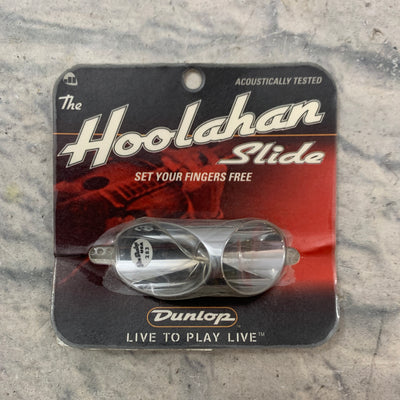 ACOUSTICALLY TESTED
The
Hoolahan
Slide
SET YOUR FINGERS FREE
Dunlop
LIVE TO PLAY LIVE™